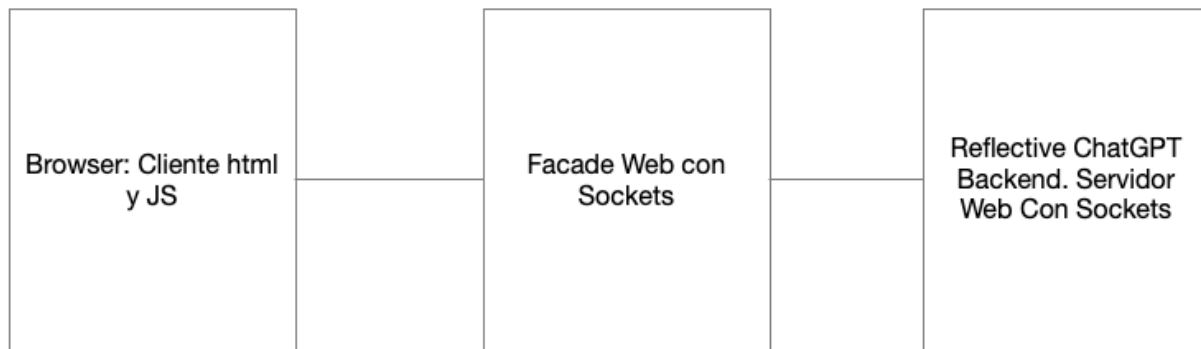 Browser: Cliente html
y JS
Facade Web con
Sockets
Reflective ChatGPT
Backend. Servidor
Web Con Sockets